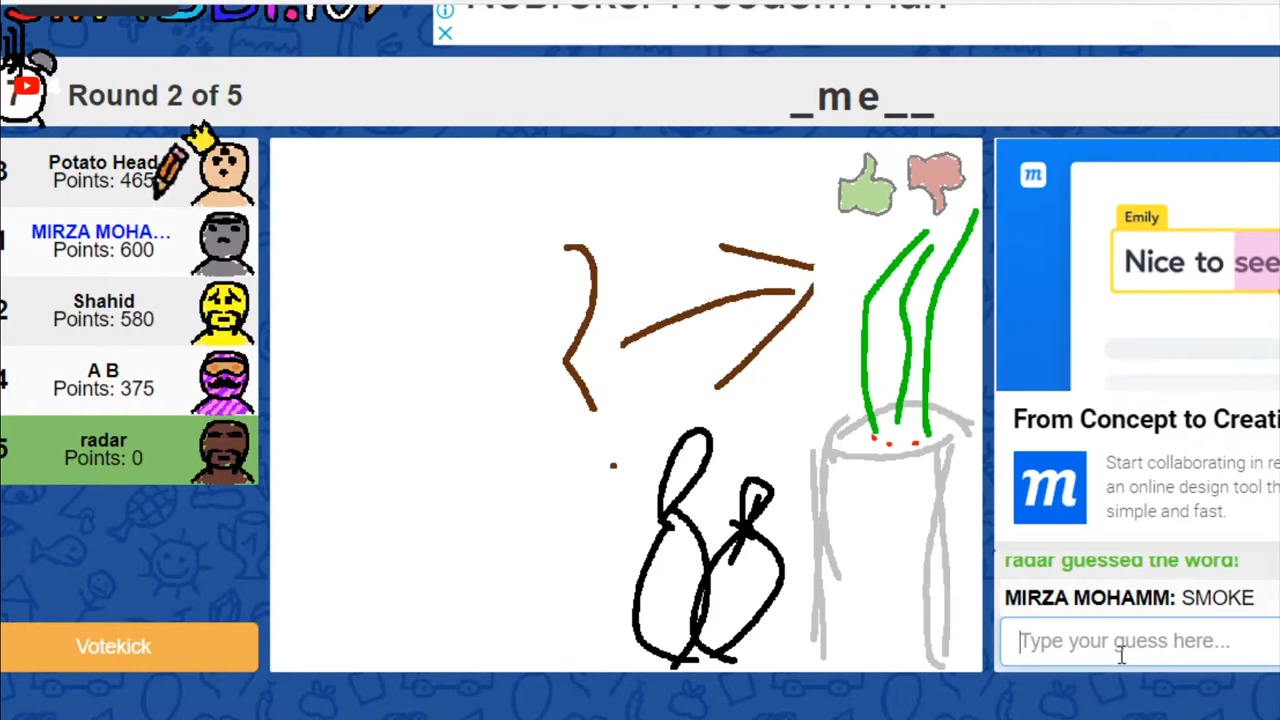 Round 2 of 5
_me__
Potato Head
Points: 465
MIRZA MOHA...
Points: 600
Shahid
Points: 580
A B
Points: 375
radar
Points: 0
Votekick
m
Emily
Nice to see
From Concept to Creati
m
Start collaborating in re
an online design tool th
simple and fast.
radar guessed the word!
MIRZA MOHAMM: SMOKE
Type your guess here...